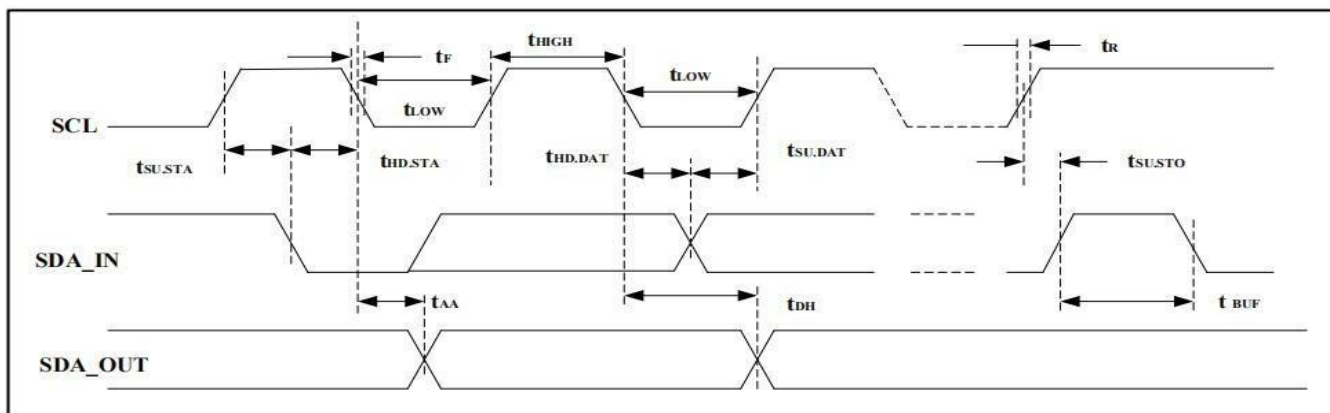 tF
tHIGH
tLOW
tR
tLOW
SCL
tSU.STA
tHD.STA
tHD.DAT
tSU.DAT
tSU.STO
SDA_IN
tAA
tDH
t BUF
SDA_OUT